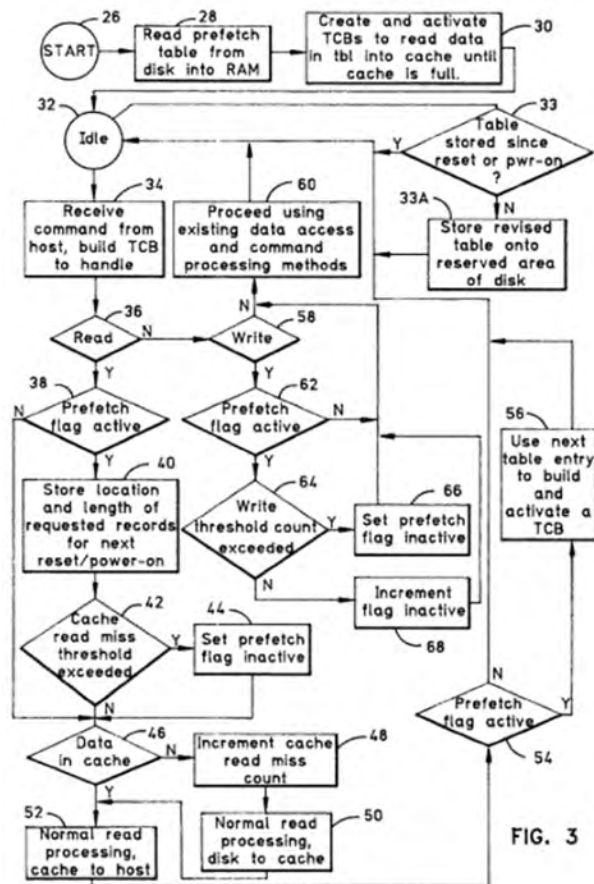 26
START
28
Read prefetch
table from
disk into RAM
30
Create and activate
TCBs to read data
in tbl into cache until
cache is full.
32
Idle
33
Table
stored since
reset or pwr-on
?
Y
N
33A
Store revised
table onto
reserved area
of disk
34
Receive
command from
host, build TCB
to handle
60
Proceed using
existing data access
and command
processing methods
36
Read
N
Y
58
Write
N
Y
38
Prefetch
flag active
N
Y
62
Prefetch
flag active
N
Y
40
Store location
and length of
requested records
for next
reset/power-on
64
Write
threshold count
exceeded
Y
N
66
Set prefetch
flag inactive
56
Use next
table entry
to build
and
activate a
TCB
42
Cache
read miss
threshold
exceeded
Y
N
44
Set prefetch
flag inactive
Increment
flag inactive
68
46
Data
in cache
N
Y
Increment cache
read miss
count
48
N
Prefetch
flag active
Y
54
52
Normal read
processing,
cache to host
Normal read
processing,
disk to cache
50
FIG. 3